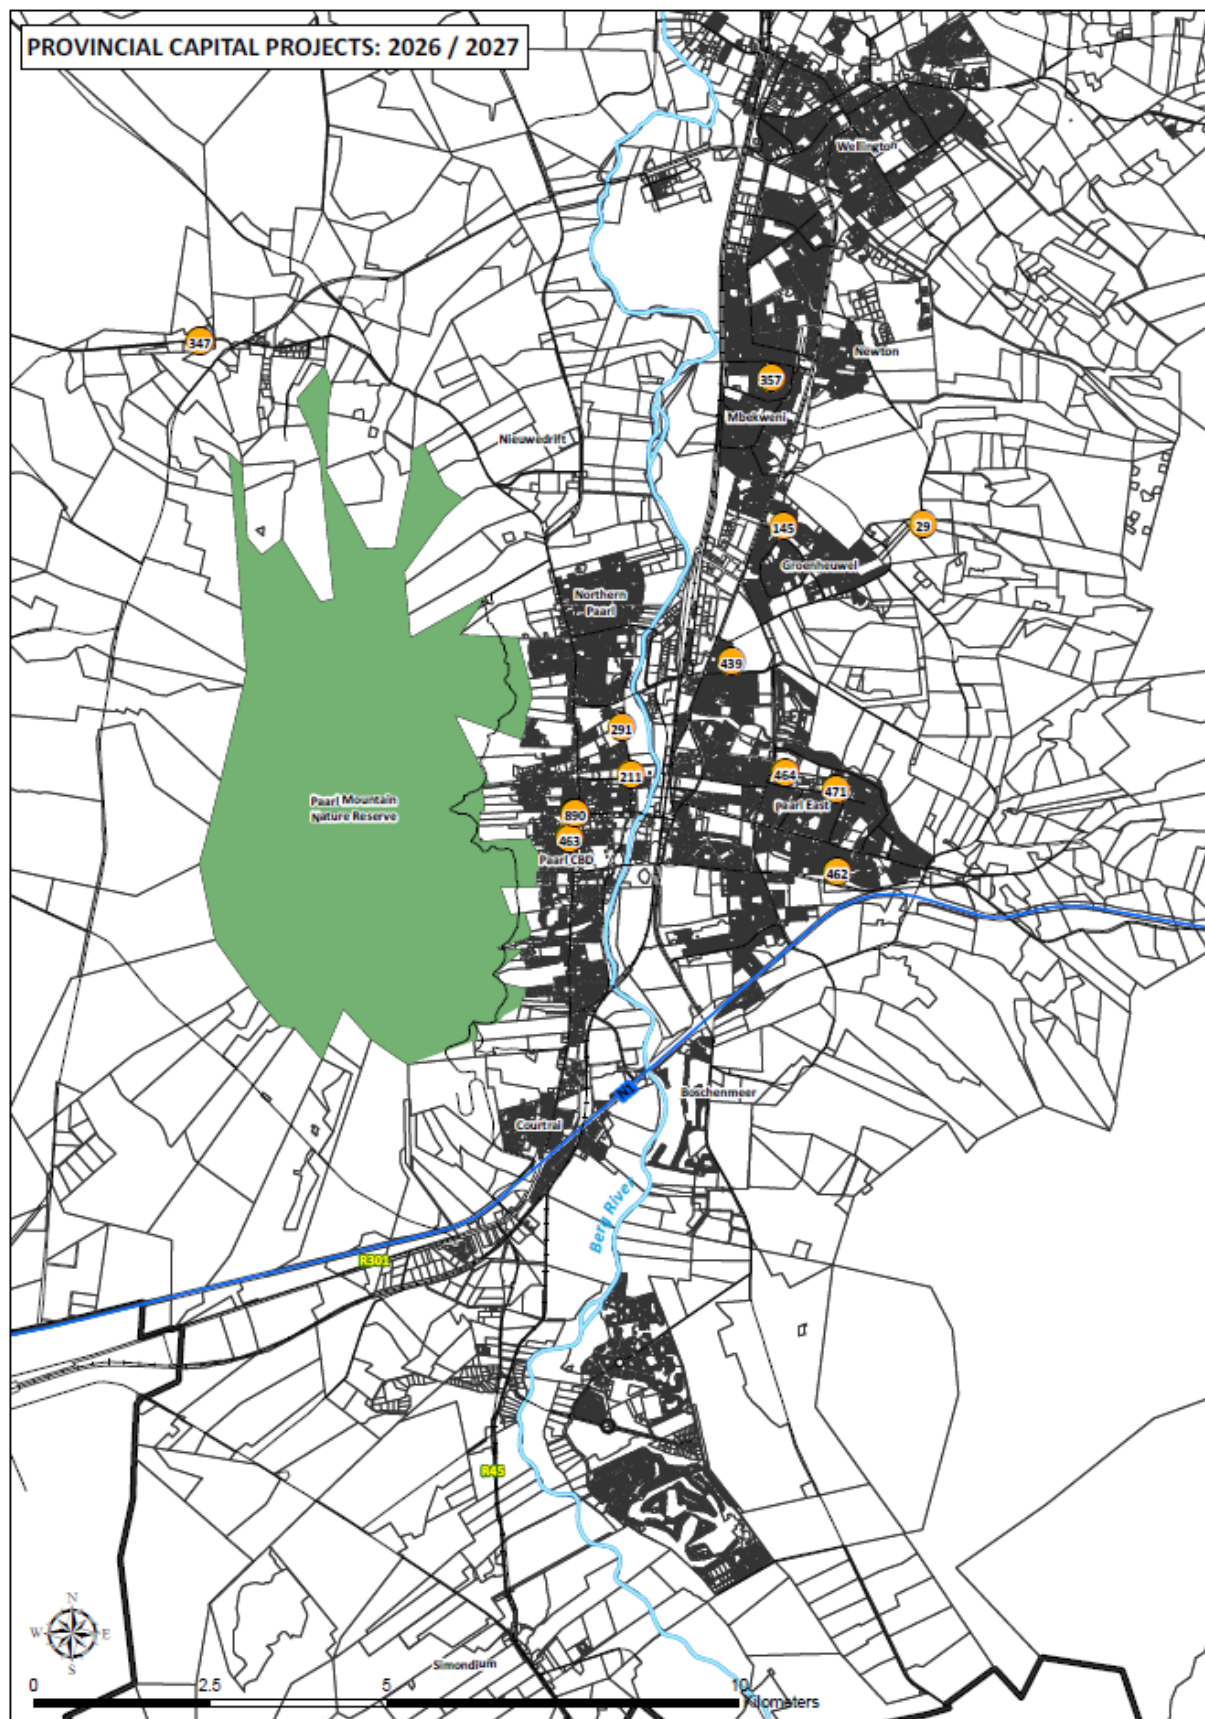 PROVINCIAL CAPITAL PROJECTS: 2026 / 2027
Wellington
347
Newton
357
Mbekweni
Nieuwedrift
145
29
Groenheuwel
Northern
Paarl
439
291
211
464
471
Paarl Mountain
Nature Reserve
Paarl East
890
463
Paarl CBD
462
N1
Boschenmeer
Courtrai
Berg River
R301
R45
N
W
E
S
Simondium
0
2.5
5
10
Kilometers